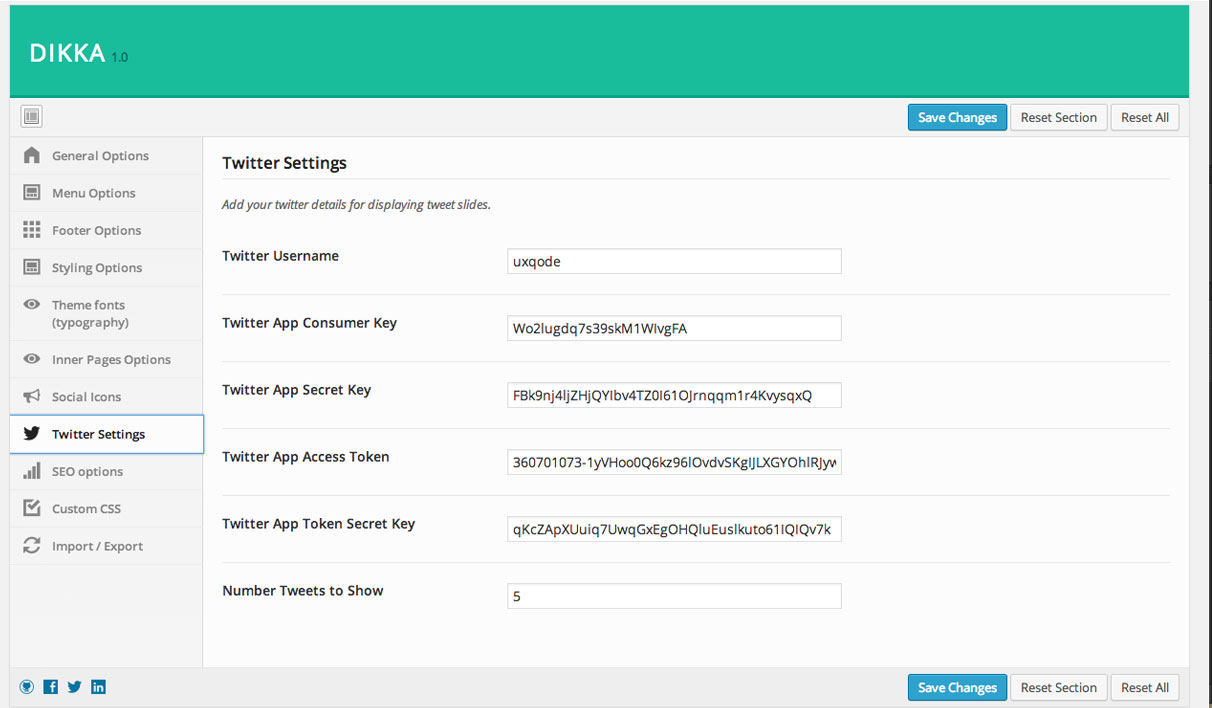 DIKKA 1.0
Save Changes Reset Section Reset All
General Options
Menu Options
Footer Options
Styling Options
Theme fonts
(typography)
Inner Pages Options
Social Icons
Twitter Settings
SEO options
Custom CSS
Import / Export
Twitter Settings
Add your twitter details for displaying tweet slides.
Twitter Username uxqode
Twitter App Consumer Key Wo2lugdq7s39skM1WIvgFA
Twitter App Secret Key FBk9nj4ljZHjQYIbv4TZ0I61OJrnqqm1r4KvysqxQ
Twitter App Access Token 360701073-1yVHoo0Q6kz96lOvdvSKgIJLXGYOhlRJyw
Twitter App Token Secret Key qKcZApXUuiq7UwqGxEgOHQluEuslkuto61IQIQv7k
Number Tweets to Show 5
Save Changes Reset Section Reset All